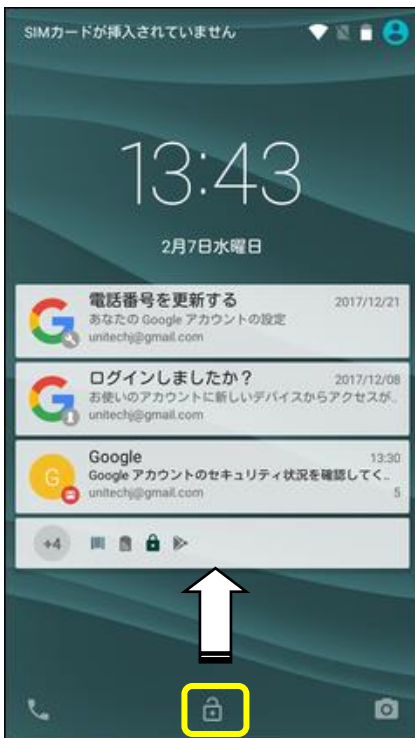 SIMカードが挿入されていません
13:43
2月7日水曜日
電話番号を更新する 2017/12/21
あなたの Google アカウントの設定
unitechj@gmail.com
ログインしましたか？ 2017/12/08
お使いのアカウントに新しいデバイスからアクセスが..
unitechj@gmail.com
Google 13:30
Google アカウントのセキュリティ状況を確認してく..
unitechj@gmail.com 5
+4